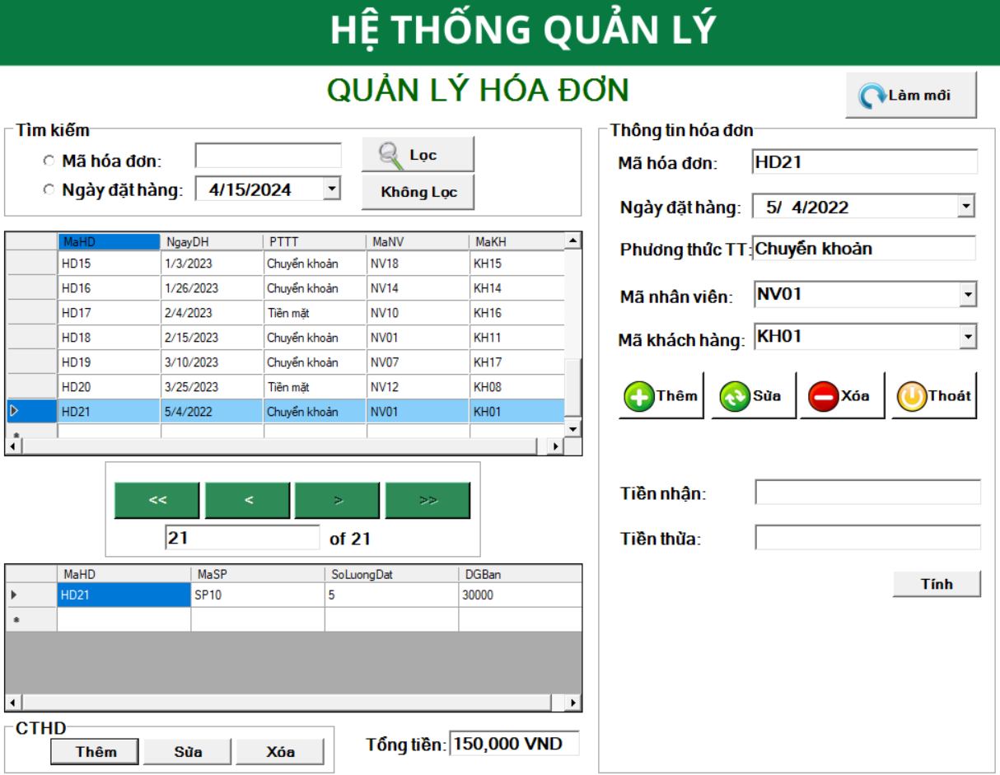 HỆ THỐNG QUẢN LÝ
QUẢN LÝ HÓA ĐƠN
Làm mới
Tìm kiếm
Mã hóa đơn:
Lọc
Ngày đặt hàng: 4/15/2024
Không Lọc
MaHD NgayDH PTTT MaNV MaKH
HD15 1/3/2023 Chuyển khoản NV18 KH15
HD16 1/26/2023 Chuyển khoản NV14 KH14
HD17 2/4/2023 Tiền mặt NV10 KH16
HD18 2/15/2023 Chuyển khoản NV01 KH11
HD19 3/10/2023 Chuyển khoản NV07 KH17
HD20 3/25/2023 Tiền mặt NV12 KH08
HD21 5/4/2022 Chuyển khoản NV01 KH01
<< < > >>
21 of 21
MaHD MaSP SoLuongDat DGBan
HD21 SP10 5 30000
CTHD
Thêm Sửa Xóa
Tổng tiền: 150,000 VND
Thông tin hóa đơn
Mã hóa đơn: HD21
Ngày đặt hàng: 5/ 4/2022
Phương thức TT: Chuyển khoản
Mã nhân viên: NV01
Mã khách hàng: KH01
Thêm Sửa Xóa Thoát
Tiền nhận:
Tiền thừa:
Tính